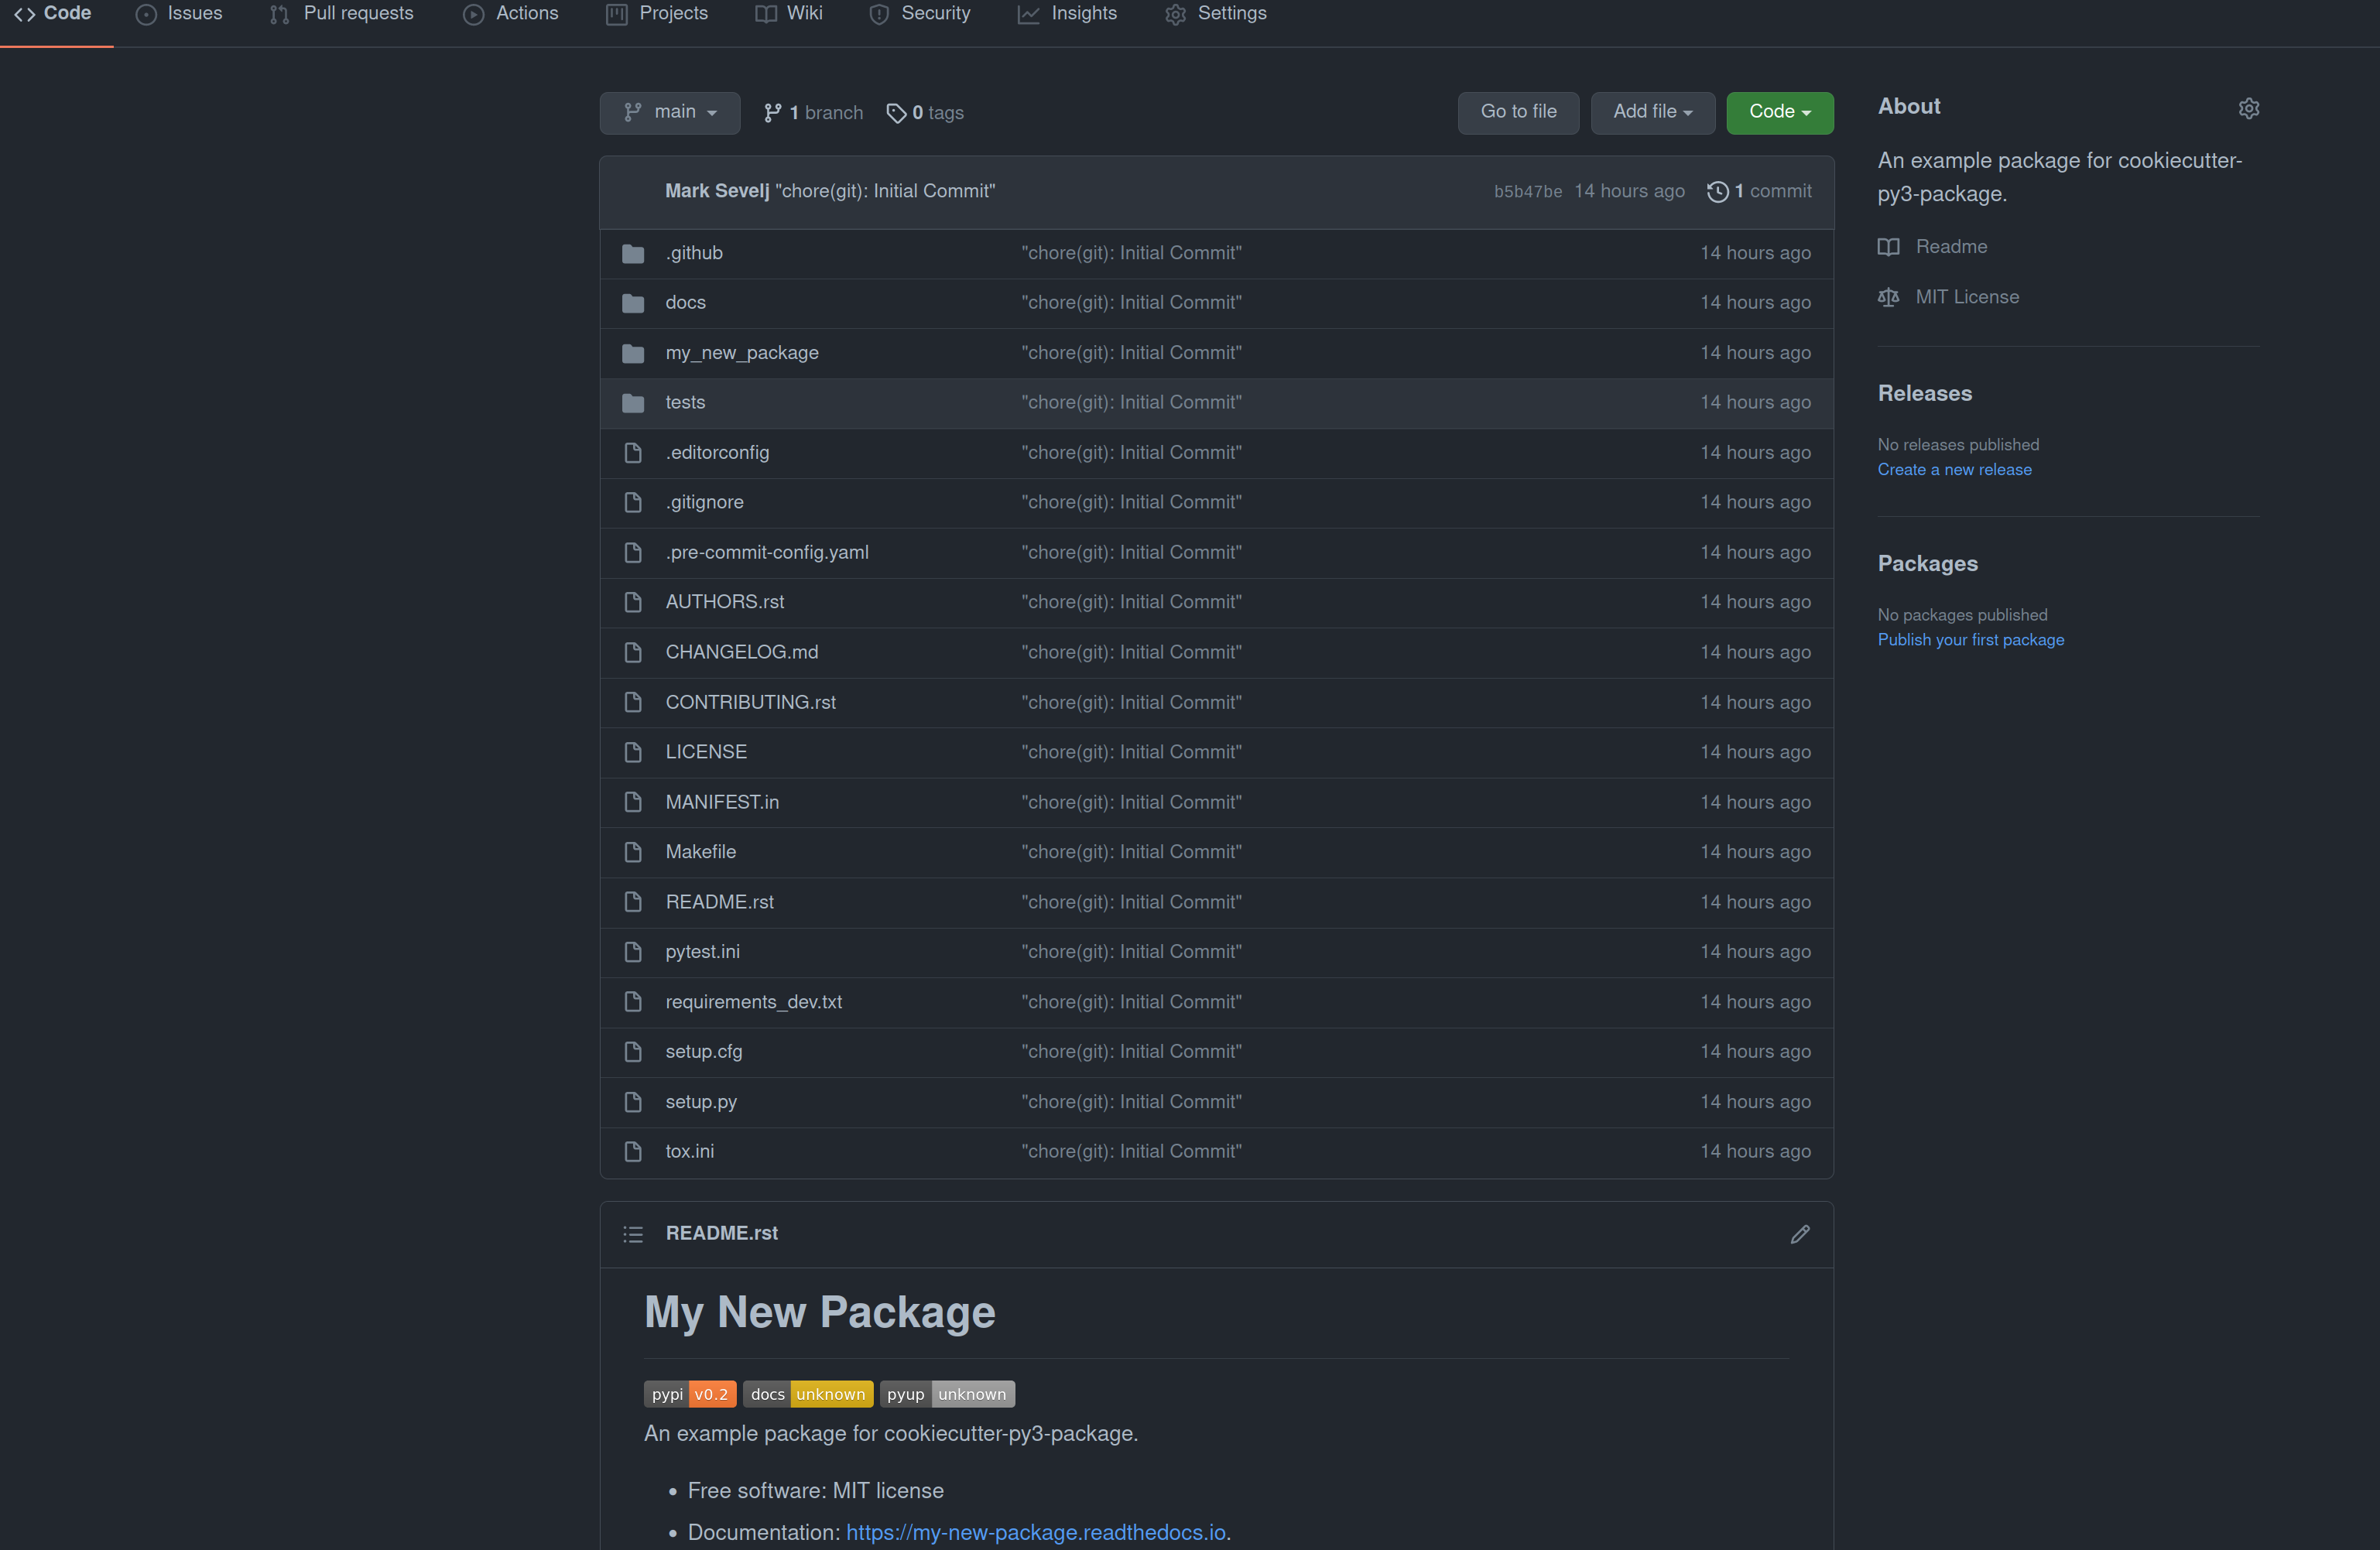 Code Issues Pull requests Actions Projects Wiki Security Insights Settings
main 1 branch 0 tags Go to file Add file Code
Mark Sevelj "chore(git): Initial Commit" b5b47be 14 hours ago 1 commit
.github "chore(git): Initial Commit" 14 hours ago
docs "chore(git): Initial Commit" 14 hours ago
my_new_package "chore(git): Initial Commit" 14 hours ago
tests "chore(git): Initial Commit" 14 hours ago
.editorconfig "chore(git): Initial Commit" 14 hours ago
.gitignore "chore(git): Initial Commit" 14 hours ago
.pre-commit-config.yaml "chore(git): Initial Commit" 14 hours ago
AUTHORS.rst "chore(git): Initial Commit" 14 hours ago
CHANGELOG.md "chore(git): Initial Commit" 14 hours ago
CONTRIBUTING.rst "chore(git): Initial Commit" 14 hours ago
LICENSE "chore(git): Initial Commit" 14 hours ago
MANIFEST.in "chore(git): Initial Commit" 14 hours ago
Makefile "chore(git): Initial Commit" 14 hours ago
README.rst "chore(git): Initial Commit" 14 hours ago
pytest.ini "chore(git): Initial Commit" 14 hours ago
requirements_dev.txt "chore(git): Initial Commit" 14 hours ago
setup.cfg "chore(git): Initial Commit" 14 hours ago
setup.py "chore(git): Initial Commit" 14 hours ago
tox.ini "chore(git): Initial Commit" 14 hours ago
README.rst
My New Package
pypi v0.2 docs unknown pyup unknown
An example package for cookiecutter-py3-package.
Free software: MIT license
Documentation: https://my-new-package.readthedocs.io.
About
An example package for cookiecutter-
py3-package.
Readme
MIT License
Releases
No releases published
Create a new release
Packages
No packages published
Publish your first package